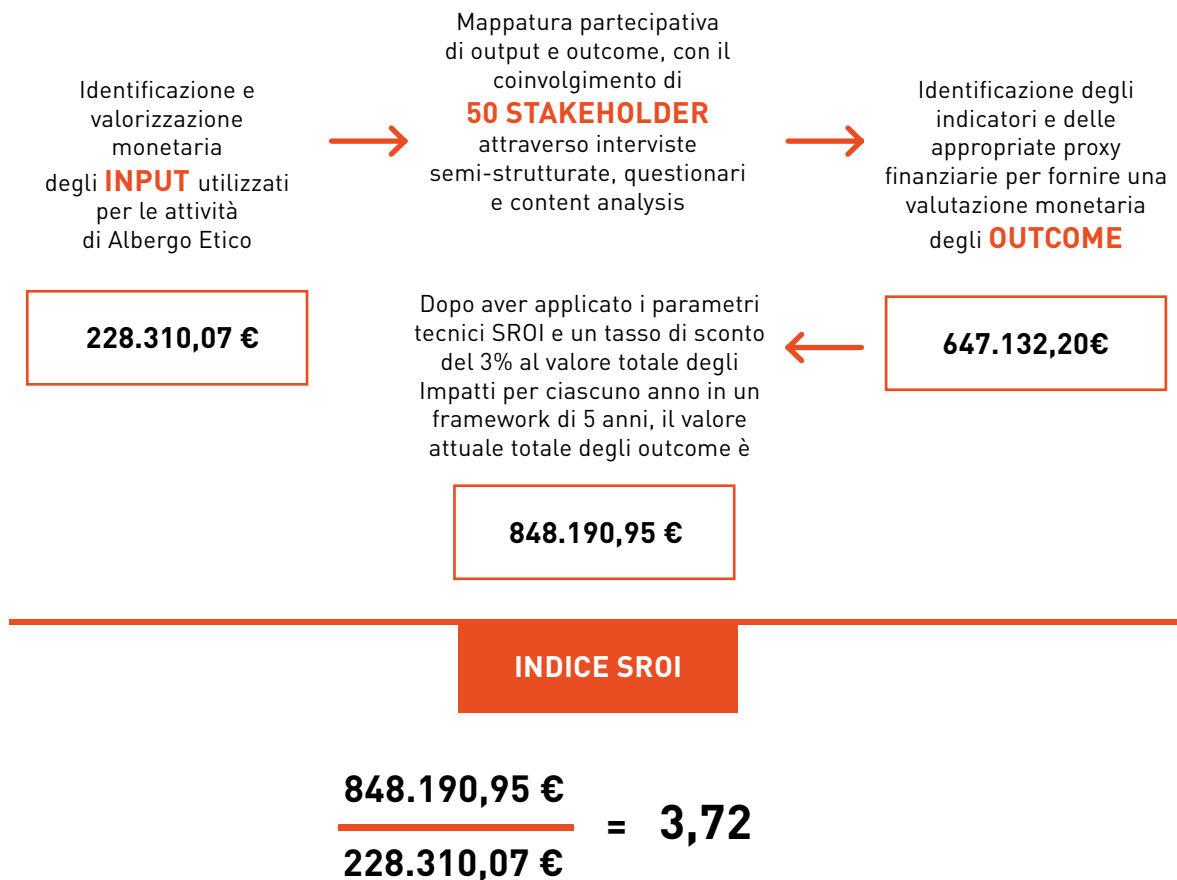 Identificazione e
valorizzazione
monetaria
degli INPUT utilizzati
per le attività
di Albergo Etico
228.310,07 €
Mappatura partecipativa
di output e outcome, con il
coinvolgimento di
50 STAKEHOLDER
attraverso interviste
semi-strutturate, questionari
e content analysis
Identificazione degli
indicatori e delle
appropriate proxy
finanziarie per fornire una
valutazione monetaria
degli OUTCOME
647.132,20€
Dopo aver applicato i parametri
tecnici SROI e un tasso di sconto
del 3% al valore totale degli
Impatti per ciascuno anno in un
framework di 5 anni, il valore
attuale totale degli outcome è
848.190,95 €
INDICE SROI
848.190,95 €
228.310,07 €
= 3,72